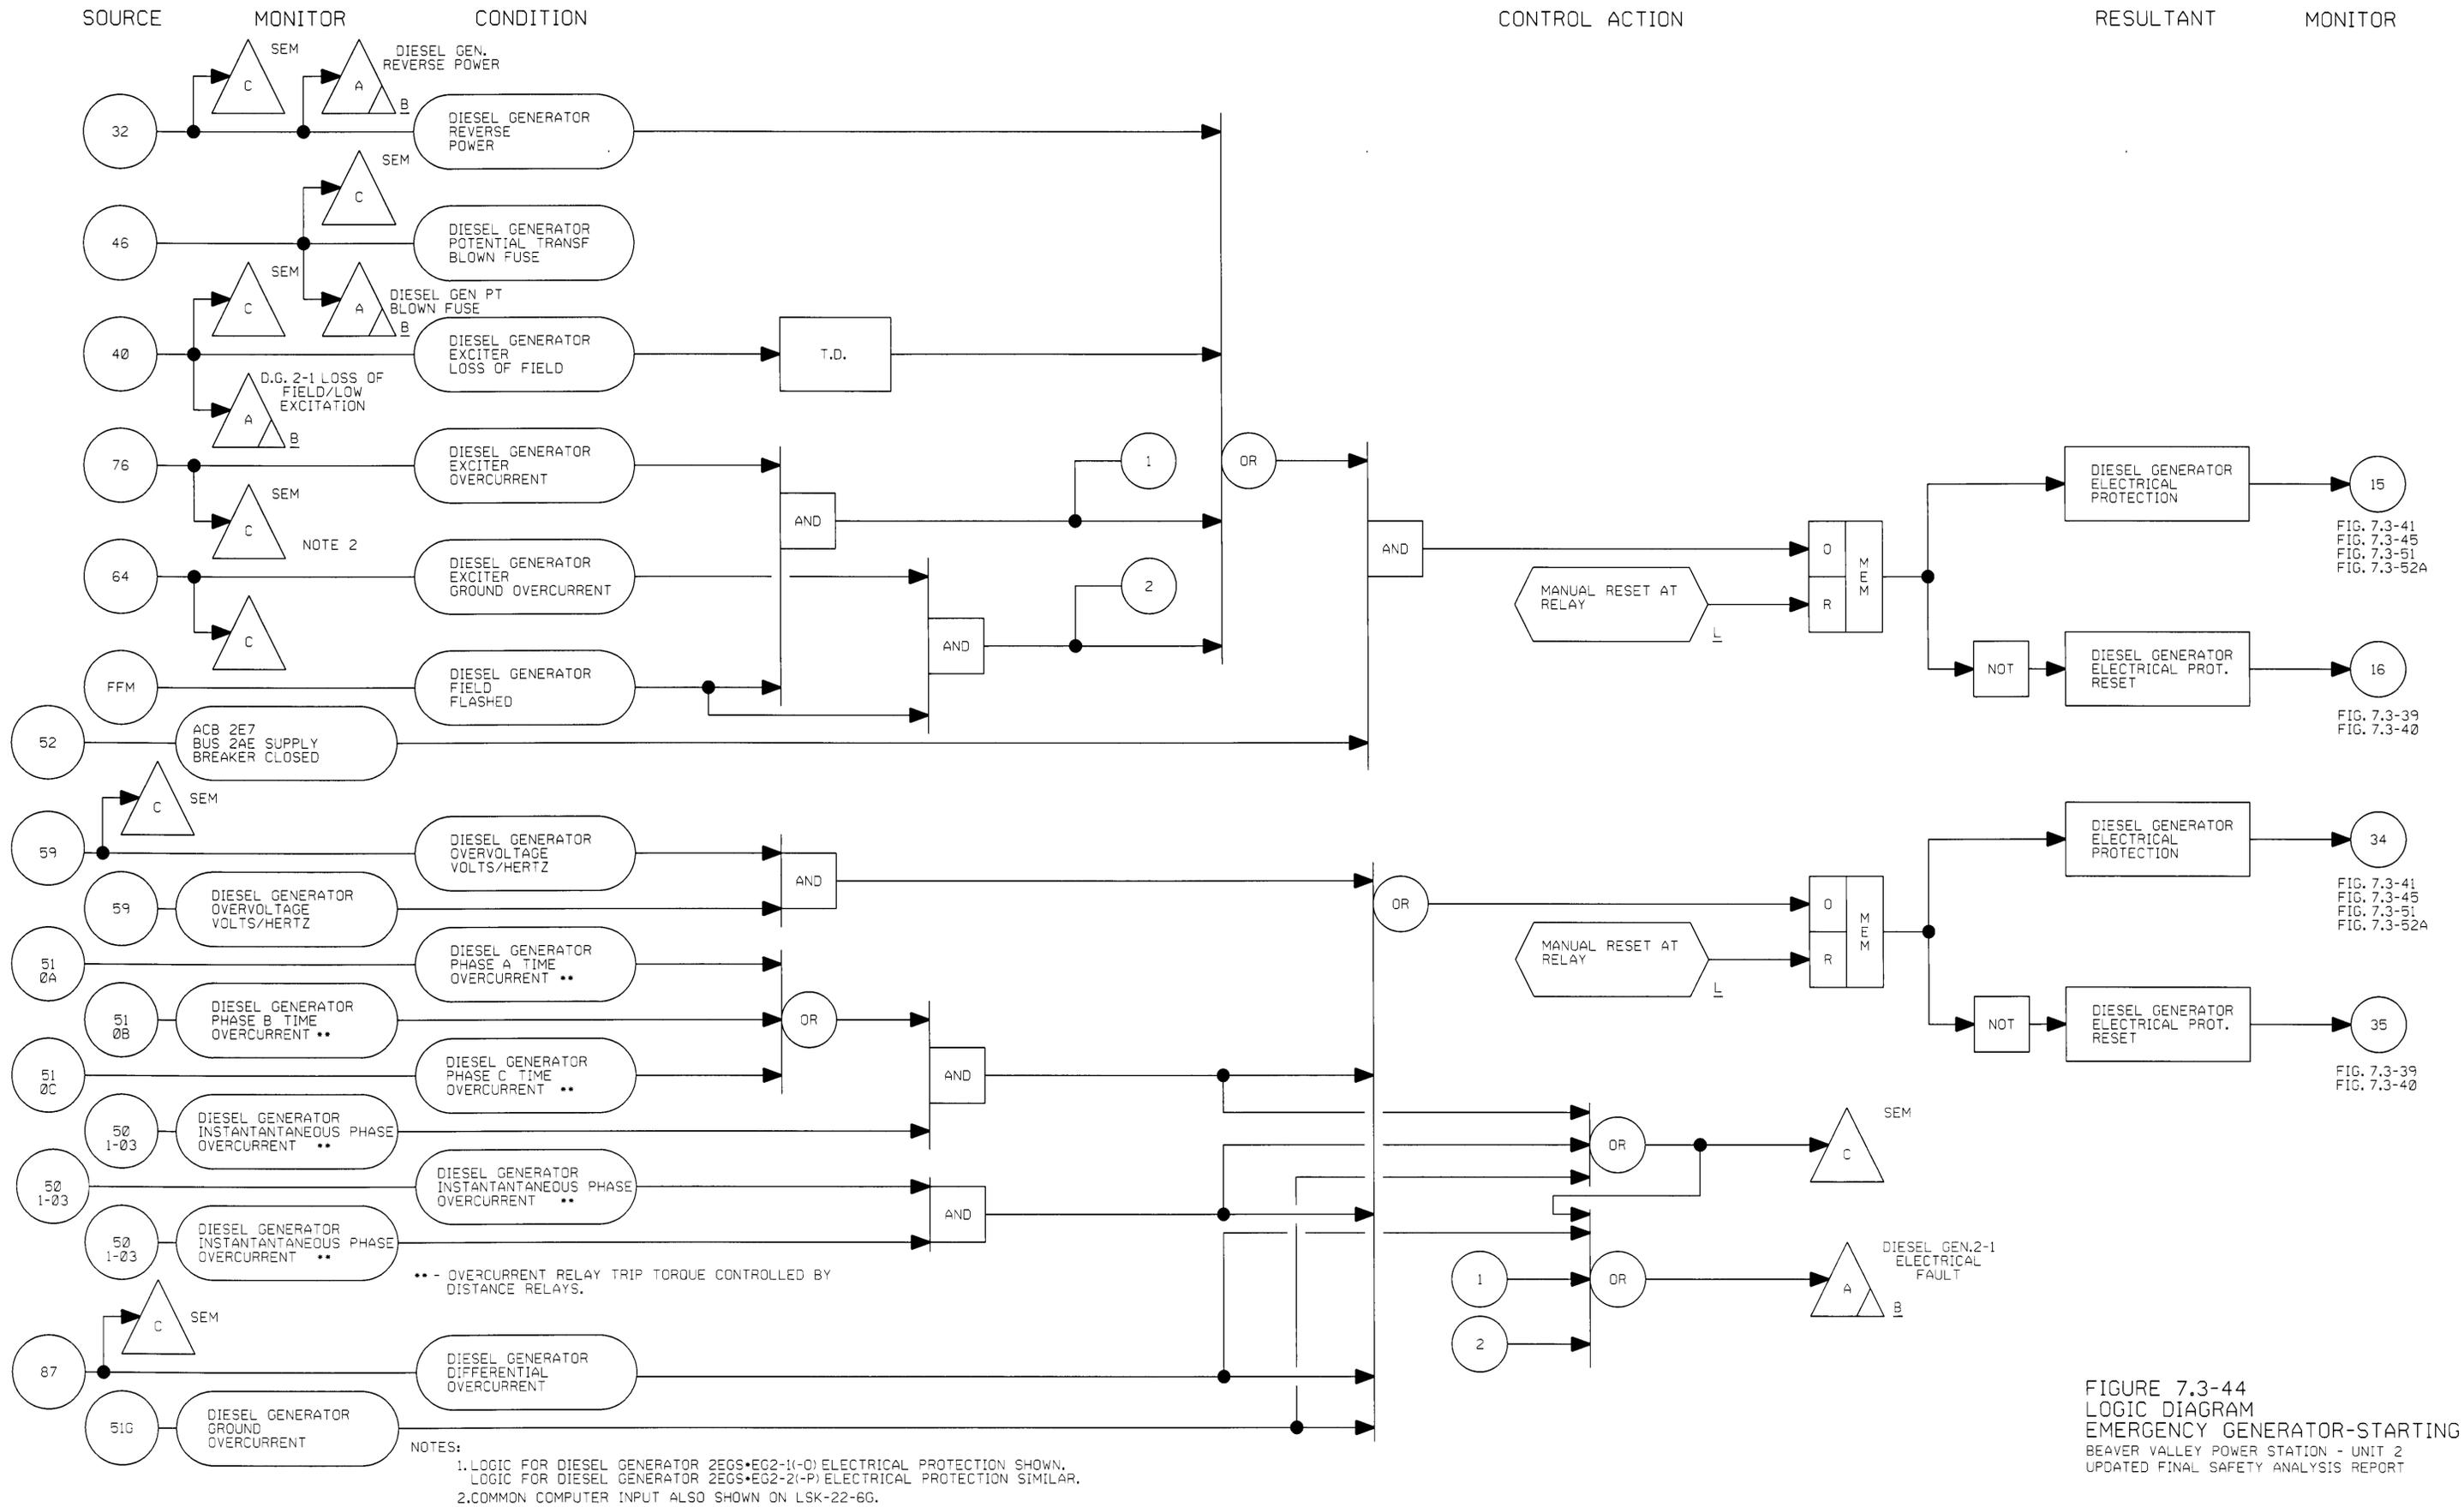 SOURCE MONITOR CONDITION CONTROL ACTION RESULTANT MONITOR
SEM
C
DIESEL GEN.
REVERSE POWER
A
B
32
DIESEL GENERATOR
REVERSE
POWER
SEM
C
46
DIESEL GENERATOR
POTENTIAL TRANSF
BLOWN FUSE
SEM
C
DIESEL GEN PT
BLOWN FUSE
A
B
40
DIESEL GENERATOR
EXCITER
LOSS OF FIELD
T.D.
D.G. 2-1 LOSS OF
FIELD/LOW
EXCITATION
A
B
76
DIESEL GENERATOR
EXCITER
OVERCURRENT
1
OR
SEM
C
NOTE 2
AND
64
DIESEL GENERATOR
EXCITER
GROUND OVERCURRENT
2
C
AND
FFM
DIESEL GENERATOR
FIELD
FLASHED
52
ACB 2E7
BUS 2AE SUPPLY
BREAKER CLOSED
AND
MANUAL RESET AT
RELAY
L
O
R
MEM
DIESEL GENERATOR
ELECTRICAL
PROTECTION
15
FIG. 7.3-41
FIG. 7.3-45
FIG. 7.3-51
FIG. 7.3-52A
NOT
DIESEL GENERATOR
ELECTRICAL PROT.
RESET
16
FIG. 7.3-39
FIG. 7.3-40
SEM
C
59
DIESEL GENERATOR
OVERVOLTAGE
VOLTS/HERTZ
AND
59
DIESEL GENERATOR
OVERVOLTAGE
VOLTS/HERTZ
51
ØA
DIESEL GENERATOR
PHASE A TIME
OVERCURRENT **
51
ØB
DIESEL GENERATOR
PHASE B TIME
OVERCURRENT **
OR
51
ØC
DIESEL GENERATOR
PHASE C TIME
OVERCURRENT **
AND
50
1-03
DIESEL GENERATOR
INSTANTANTANEOUS PHASE
OVERCURRENT **
50
1-03
DIESEL GENERATOR
INSTANTANTANEOUS PHASE
OVERCURRENT **
AND
50
1-03
DIESEL GENERATOR
INSTANTANTANEOUS PHASE
OVERCURRENT **
** - OVERCURRENT RELAY TRIP TORQUE CONTROLLED BY
DISTANCE RELAYS.
SEM
C
87
DIESEL GENERATOR
DIFFERENTIAL
OVERCURRENT
51G
DIESEL GENERATOR
GROUND
OVERCURRENT
OR
MANUAL RESET AT
RELAY
L
O
R
MEM
DIESEL GENERATOR
ELECTRICAL
PROTECTION
34
FIG. 7.3-41
FIG. 7.3-45
FIG. 7.3-51
FIG. 7.3-52A
NOT
DIESEL GENERATOR
ELECTRICAL PROT.
RESET
35
FIG. 7.3-39
FIG. 7.3-40
OR
SEM
C
1
OR
2
DIESEL GEN.2-1
ELECTRICAL
FAULT
A
B
NOTES:
1. LOGIC FOR DIESEL GENERATOR 2EGS•EG2-1(-O) ELECTRICAL PROTECTION SHOWN.
LOGIC FOR DIESEL GENERATOR 2EGS•EG2-2(-P) ELECTRICAL PROTECTION SIMILAR.
2.COMMON COMPUTER INPUT ALSO SHOWN ON LSK-22-6G.
FIGURE 7.3-44
LOGIC DIAGRAM
EMERGENCY GENERATOR-STARTING
BEAVER VALLEY POWER STATION - UNIT 2
UPDATED FINAL SAFETY ANALYSIS REPORT